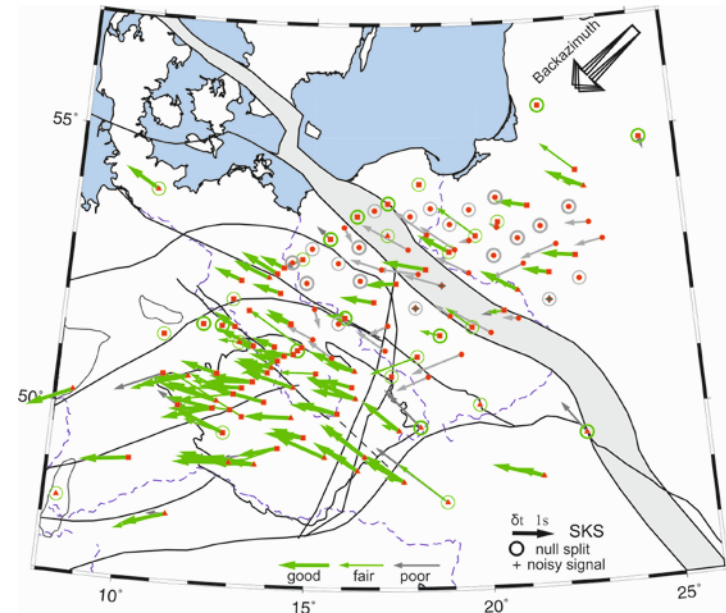 Backazimuth
55°
50°
δt 1s SKS
null split
+ noisy signal
good fair poor
10° 15° 20° 25°